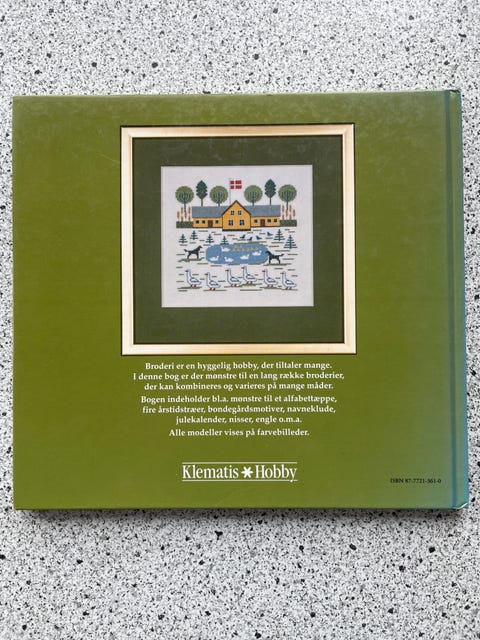 Broderi er en hyggelig hobby, der tiltaler mange.
I denne bog er der mønstre til en lang række broderier,
der kan kombineres og varieres på mange måder.
Bogen indeholder bl.a. mønstre til et alfabettæppe,
fire årstidstræer, bondegårdsmotiver, navneklude,
julekalender, nisser, engle o.m.a.
Alle modeller vises på farvebilleder.
Klematis*Hobby
ISBN 87-7721-361-0